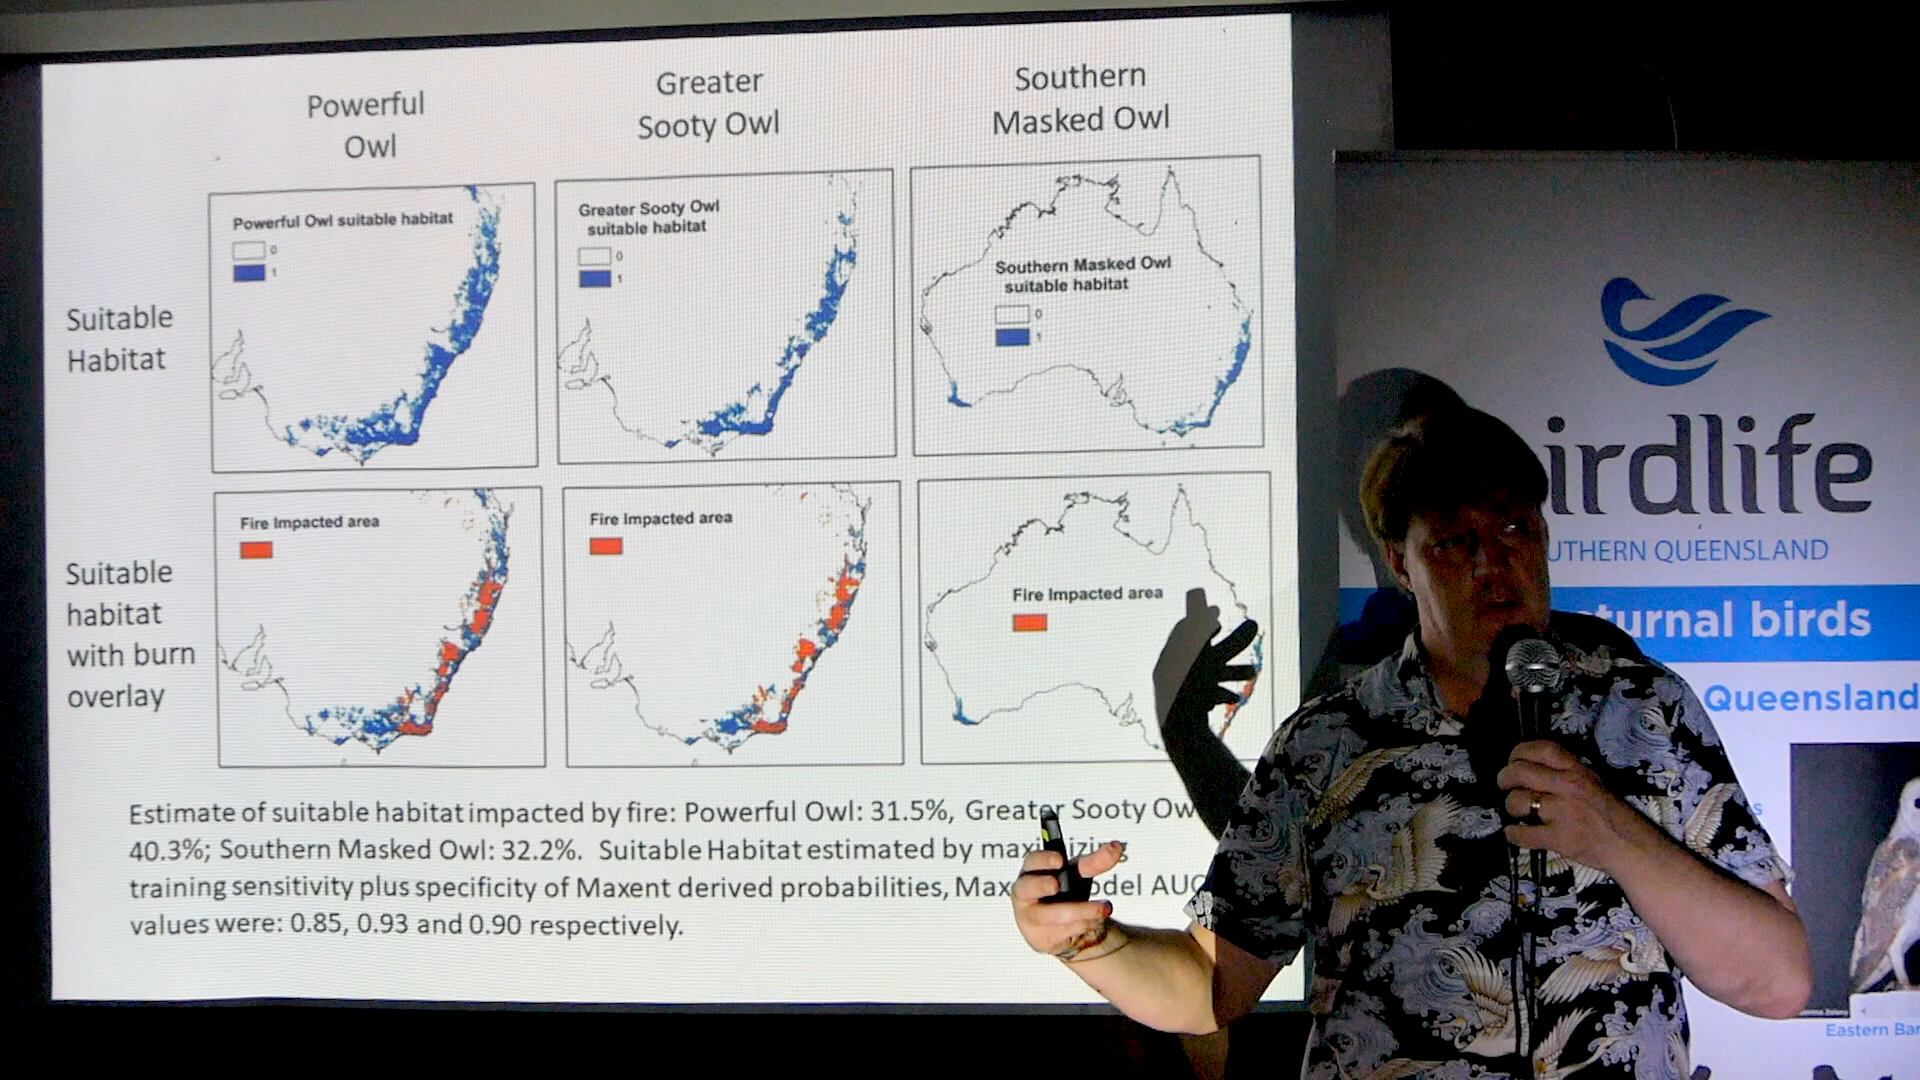 Powerful
Owl
Greater
Sooty Owl
Southern
Masked Owl
Suitable
Habitat
Powerful Owl suitable habitat
0
1
Greater Sooty Owl
suitable habitat
0
1
Southern Masked Owl
suitable habitat
0
1
Suitable
habitat
with burn
overlay
Fire Impacted area
Fire Impacted area
Fire Impacted area
Estimate of suitable habitat impacted by fire: Powerful Owl: 31.5%, Greater Sooty Ow
40.3%; Southern Masked Owl: 32.2%. Suitable Habitat estimated by
training sensitivity plus specificity of Maxent derived probabilities, AUC
values were: 0.85, 0.93 and 0.90 respectively.
irdlife
UTHERN QUEENSLAND
turnal birds
Queensland
Eastern Bar